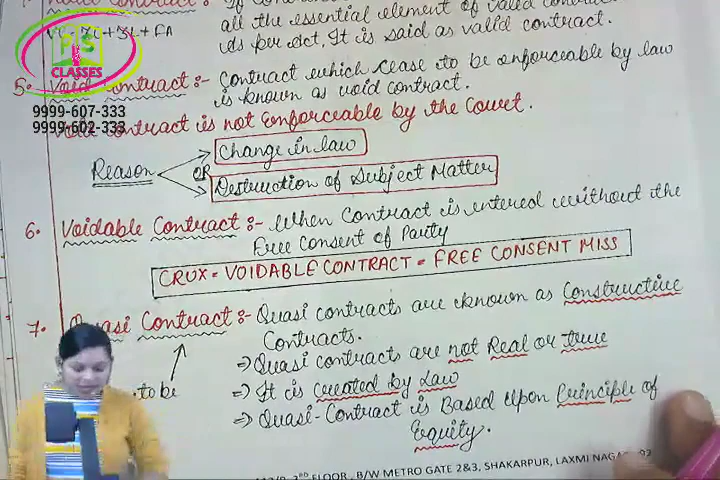 all the essential element of valid
As per Act, It is said as valid contract.
PS
CLASSES
9999-607-333
9999-602-333
5. Void Contract :- Contract which cease to be enforceable by law
is known as void contract.
contract is not Enforceable by the Court.
Reason
Change in law
OR
Destruction of Subject Matter
6. Voidable Contract :- When Contract is entered without the
Free Consent of Party
CRUX = VOIDABLE CONTRACT = FREE CONSENT MISS
7. Quasi Contract :- Quasi contracts are known as Constructive
Contracts.
⇒ Quasi contracts are not Real or true
to be
⇒ It is created by Law
⇒ Quasi-Contract is Based upon Principle of
Equity.
FLOOR, B/W METRO GATE 2&3, SHAKARPUR, LAXMI